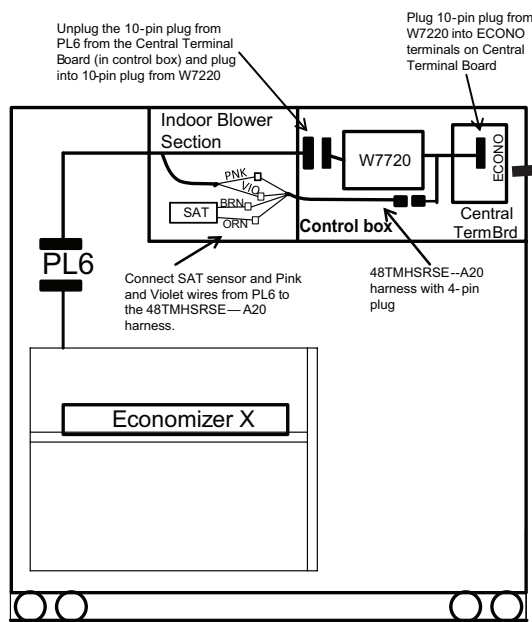 Unplug the 10-pin plug from
PL6 from the Central Terminal
Board (in control box) and plug
into 10-pin plug from W7220
Plug 10-pin plug from
W7220 into ECONO
terminals on Central
Terminal Board
Indoor Blower
Section
PNK
VIO
BRN
SAT
ORN
W7720
ECONO
Control box
Central
TermBrd
PL6
Connect SAT sensor and Pink
and Violet wires from PL6 to
the 48TMHSRSE—A20
harness.
48TMHSRSE--A20
harness with 4-pin
plug
Economizer X